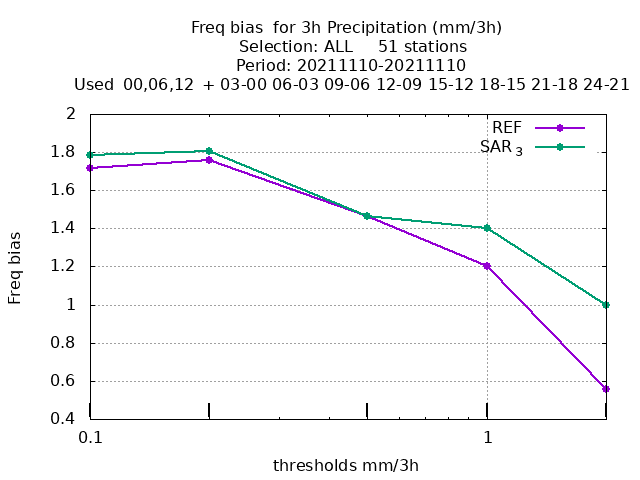 Freq bias  for 3h Precipitation (mm/3h)
Selection: ALL     51 stations
Period: 20211110-20211110
Used  00,06,12  + 03-00 06-03 09-06 12-09 15-12 18-15 21-18 24-21
REF
SAR 3
2
1.8
1.6
1.4
1.2
1
0.8
0.6
0.4
Freq bias
0.1
1
thresholds mm/3h